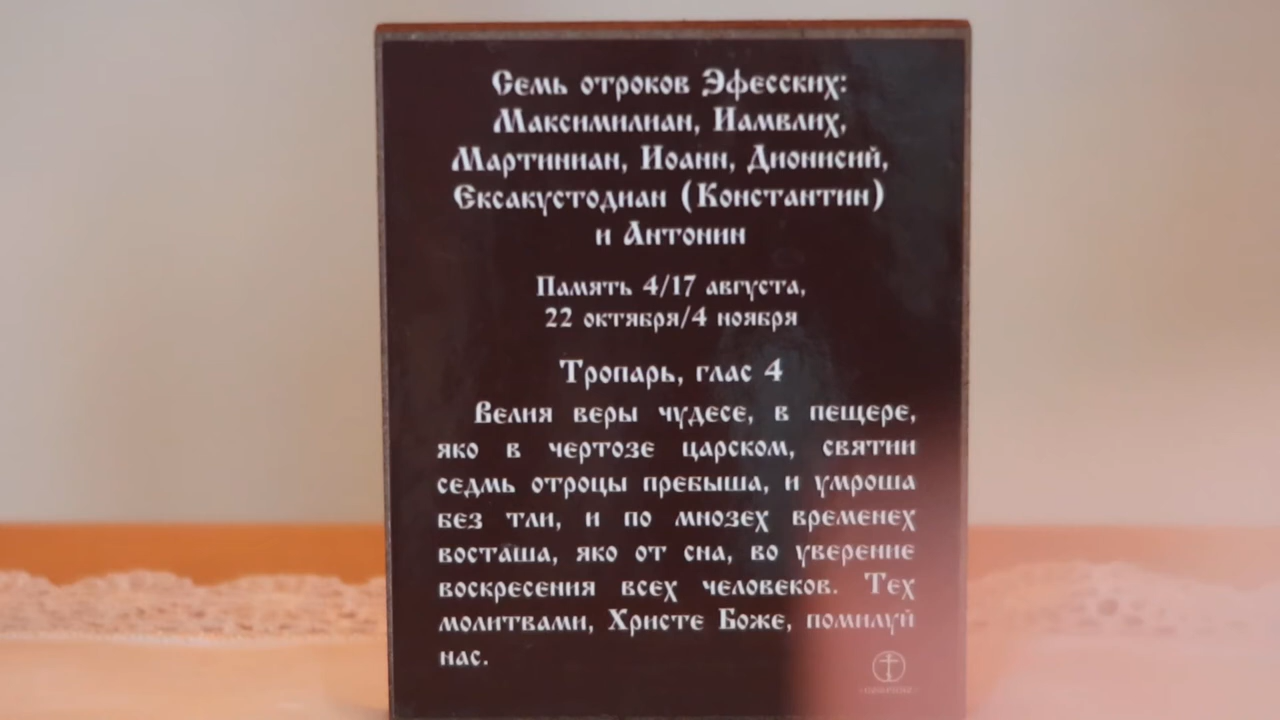 Семь отроков Эфесских:
Максимилиан, Иамвлих,
Мартиниан, Иоанн, Дионисий,
Ексакустодиан (Константин)
и Антонин
Память 4/17 августа,
22 октября/4 ноября
Тропарь, глас 4
Велия веры чудесе, в пещере,
яко в чертозе царском, святии
седмь отроцы пребыша, и умроша
без тли, и по мнозех временех
восташа, яко от сна, во уверение
воскресения всех человеков. Тех
молитвами, Христе Боже, помилуй
нас.